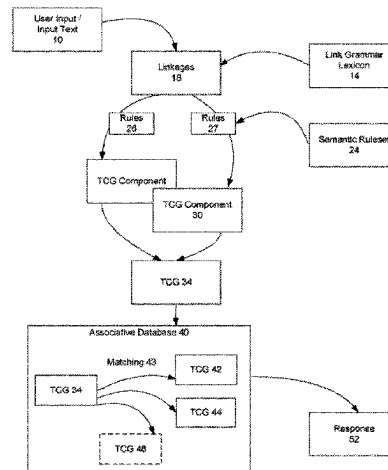 User Input /
Input Text
10
Linkages
18
Link Grammar
Lexicon
14
Rules
26
Rules
27
Semantic Rulesets
24
TCG Component
TCG Component
30
TCG 34
Associative Database 40
Matching 43
TCG 34
TCG 42
TCG 44
TCG 48
Response
52